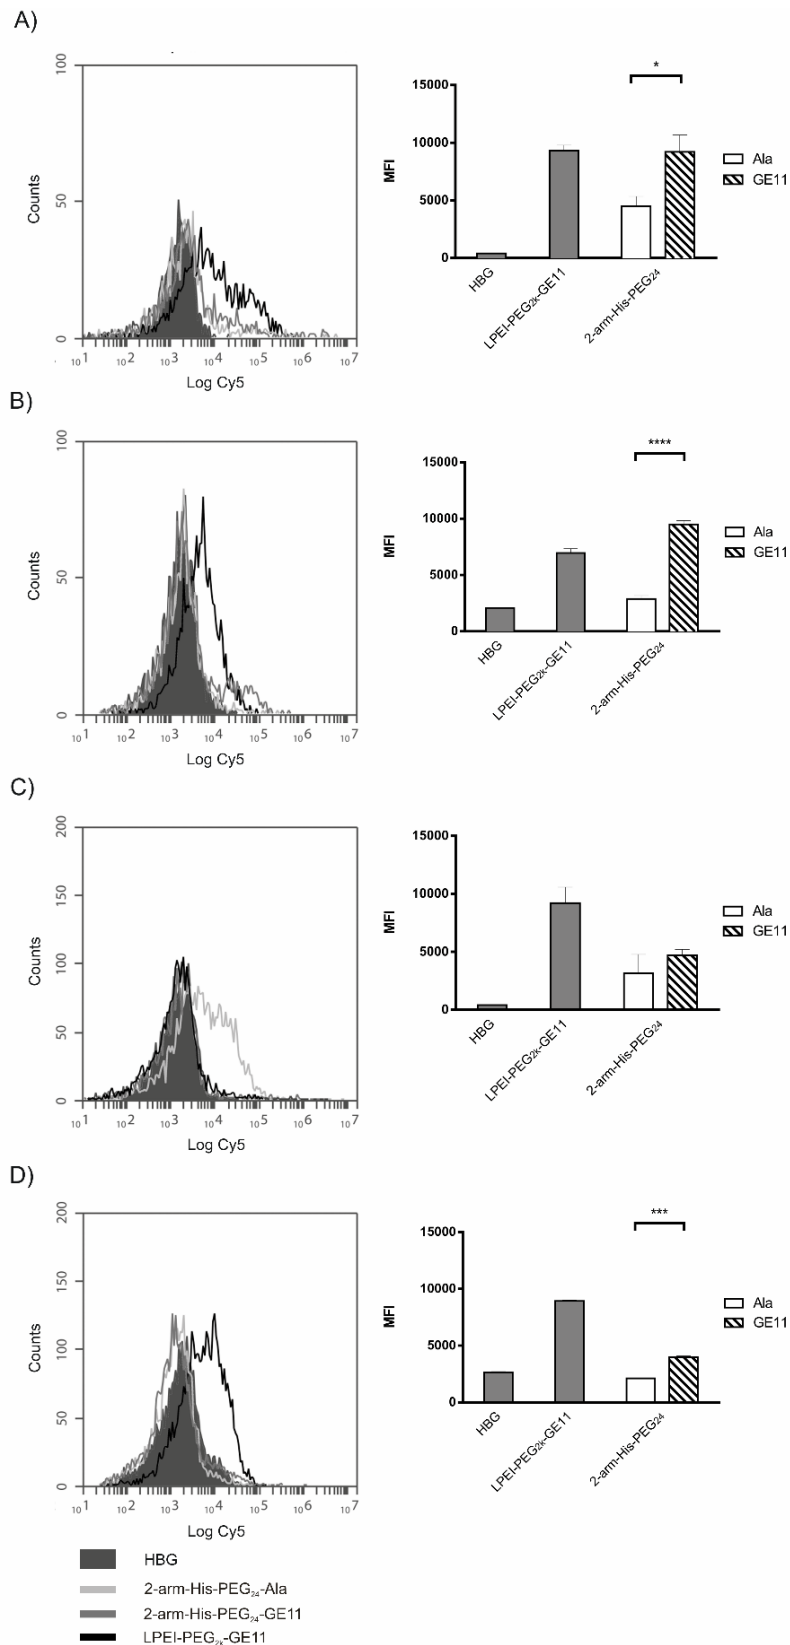 A)
100
50
0
Counts
10 1 10 2 10 3 10 4 10 5 10 6 10 7
Log Cy5
15000
10000
5000
0
MFI
*
HBG
LPEI-PEG2k-GE11
2-arm-His-PEG24
Ala
GE11
B)
100
50
0
Counts
10 1 10 2 10 3 10 4 10 5 10 6 10 7
Log Cy5
15000
10000
5000
0
MFI
****
HBG
LPEI-PEG2k-GE11
2-arm-His-PEG24
Ala
GE11
C)
200
150
100
50
0
Counts
10 1 10 2 10 3 10 4 10 5 10 6 10 7
Log Cy5
15000
10000
5000
0
MFI
HBG
LPEI-PEG2k-GE11
2-arm-His-PEG24
Ala
GE11
D)
200
150
100
50
0
Counts
10 1 10 2 10 3 10 4 10 5 10 6 10 7
Log Cy5
15000
10000
5000
0
MFI
***
HBG
LPEI-PEG2k-GE11
2-arm-His-PEG24
Ala
GE11
HBG
2-arm-His-PEG24-Ala
2-arm-His-PEG24-GE11
LPEI-PEG2k-GE11